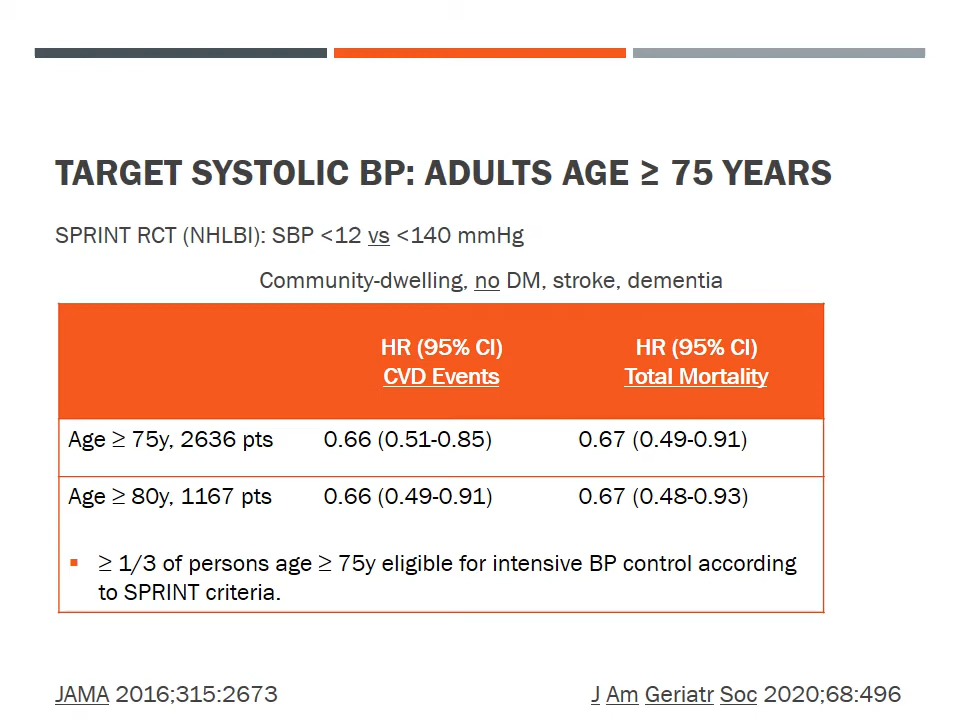 TARGET SYSTOLIC BP: ADULTS AGE ≥ 75 YEARS
SPRINT RCT (NHLBI): SBP <12 vs <140 mmHg
Community-dwelling, no DM, stroke, dementia
HR (95% CI) HR (95% CI)
CVD Events Total Mortality
Age ≥ 75y, 2636 pts 0.66 (0.51-0.85) 0.67 (0.49-0.91)
Age ≥ 80y, 1167 pts 0.66 (0.49-0.91) 0.67 (0.48-0.93)
▪ ≥ 1/3 of persons age ≥ 75y eligible for intensive BP control according
to SPRINT criteria.
JAMA 2016;315:2673 J Am Geriatr Soc 2020;68:496